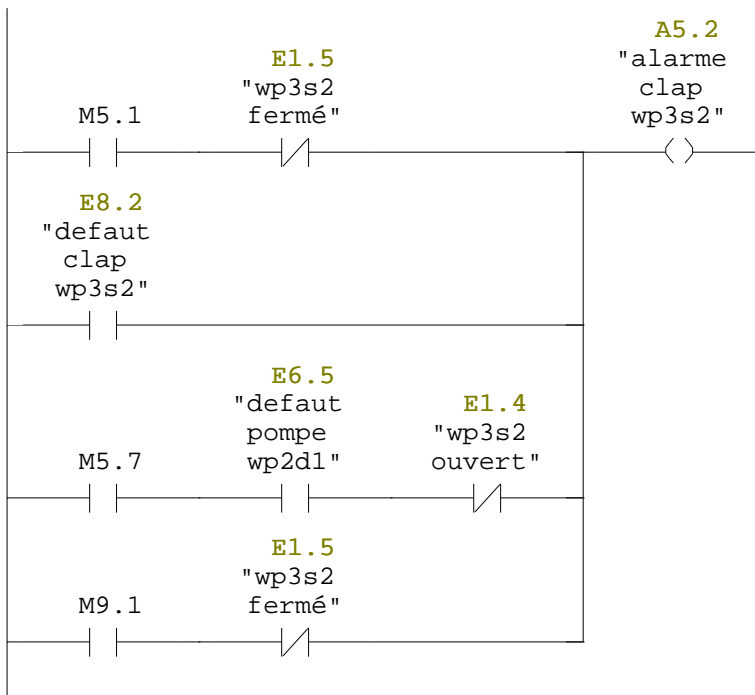 A5.2
"alarme
clap
wp3s2"
E1.5
"wp3s2
fermé"
M5.1
E8.2
"defaut
clap
wp3s2"
E6.5
"defaut
pompe
wp2d1"
E1.4
"wp3s2
ouvert"
M5.7
E1.5
"wp3s2
fermé"
M9.1